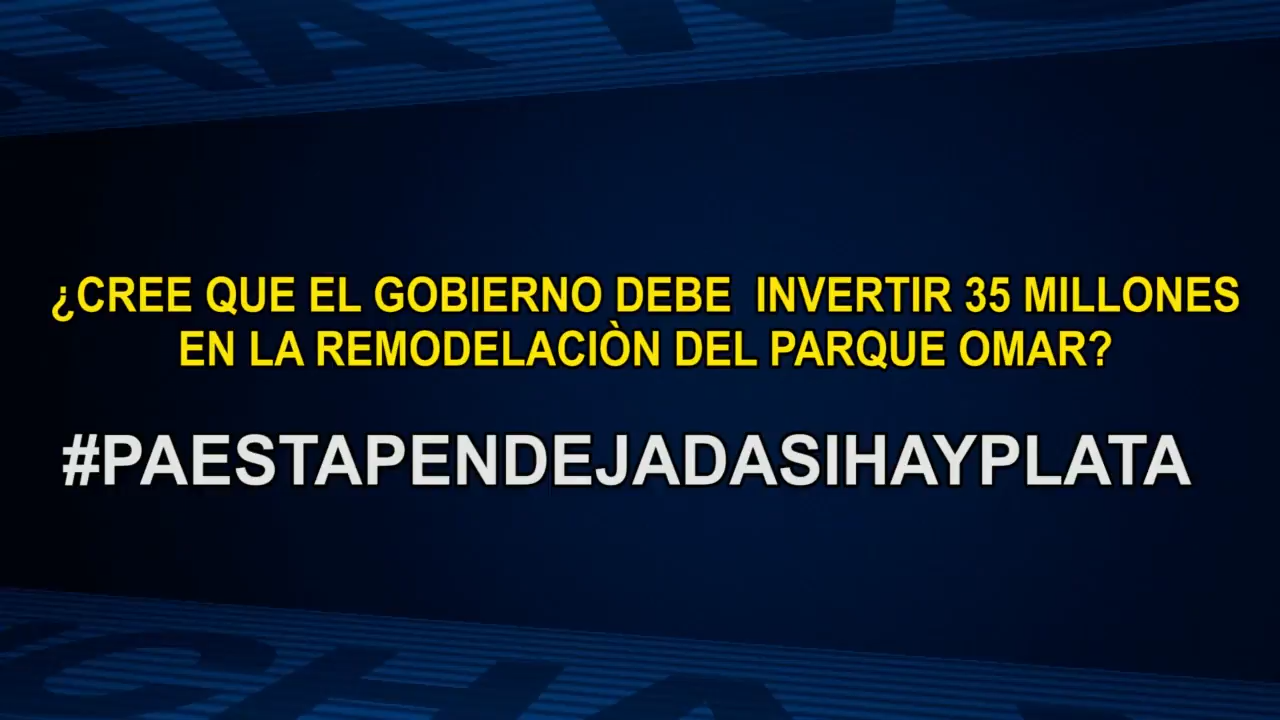 ¿CREE QUE EL GOBIERNO DEBE  INVERTIR 35 MILLONES
EN LA REMODELACIÒN DEL PARQUE OMAR?
#PAESTAPENDEJADASIHAYPLATA